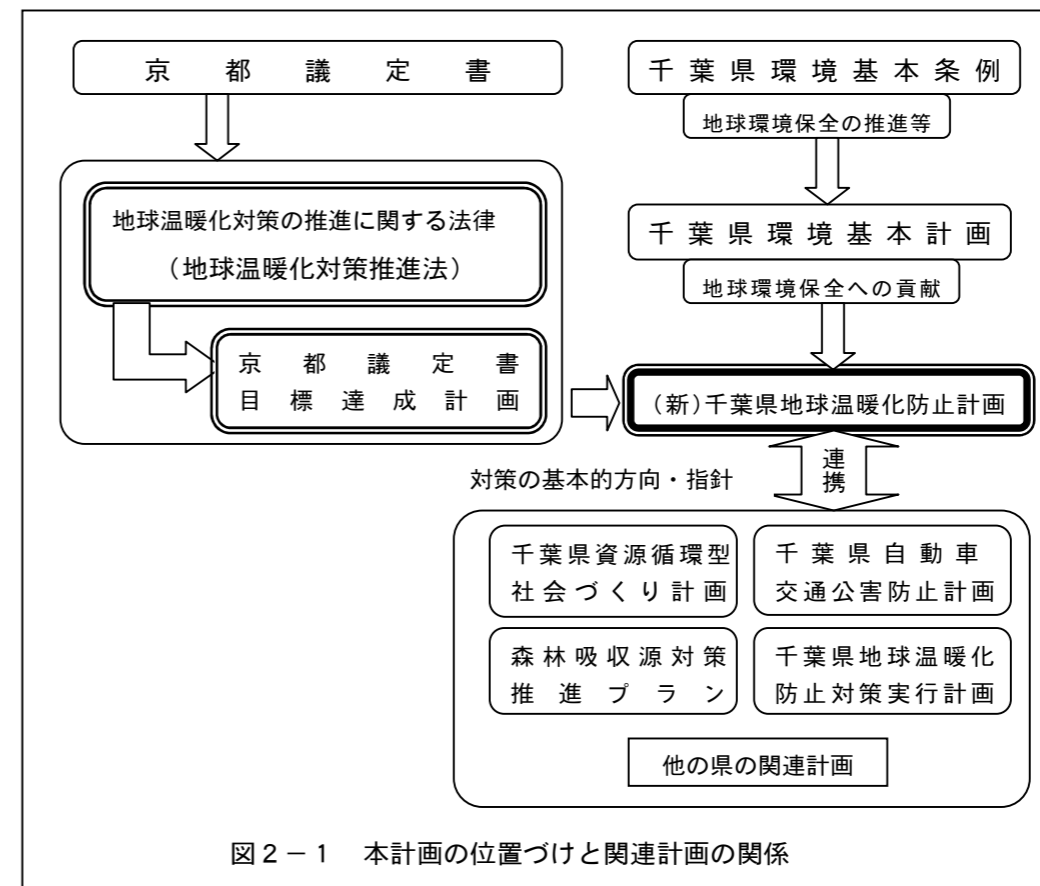 京都議定書
地球温暖化対策の推進に関する法律
（地球温暖化対策推進法）
京都議定書
目標達成計画
千葉県環境基本条例
地球環境保全の推進等
千葉県環境基本計画
地球環境保全への貢献
（新）千葉県地球温暖化防止計画
対策の基本的方向・指針
連携
千葉県資源循環型
社会づくり計画
千葉県自動車
交通公害防止計画
森林吸収源対策
推進プラン
千葉県地球温暖化
防止対策実行計画
他の県の関連計画
図２－１　本計画の位置づけと関連計画の関係